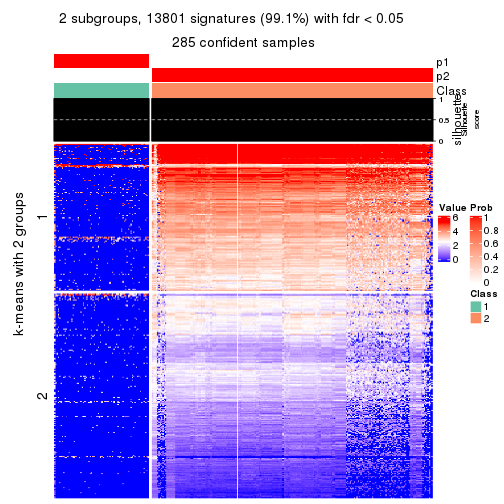 2 subgroups, 13801 signatures (99.1%) with fdr < 0.05
285 confident samples
p1
p2
Class
1
0.5
0
silhouette
Silhouette
score
k-means with 2 groups
1
2
Value
6
4
2
0
Prob
1
0.8
0.6
0.4
0.2
0
Class
1
2